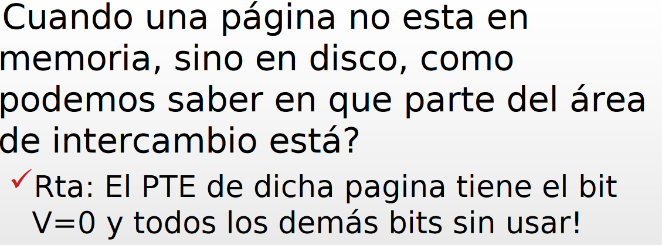 Cuando una página no esta en
memoria, sino en disco, como
podemos saber en que parte del área
de intercambio está?
✓Rta: El PTE de dicha pagina tiene el bit
V=0 y todos los demás bits sin usar!